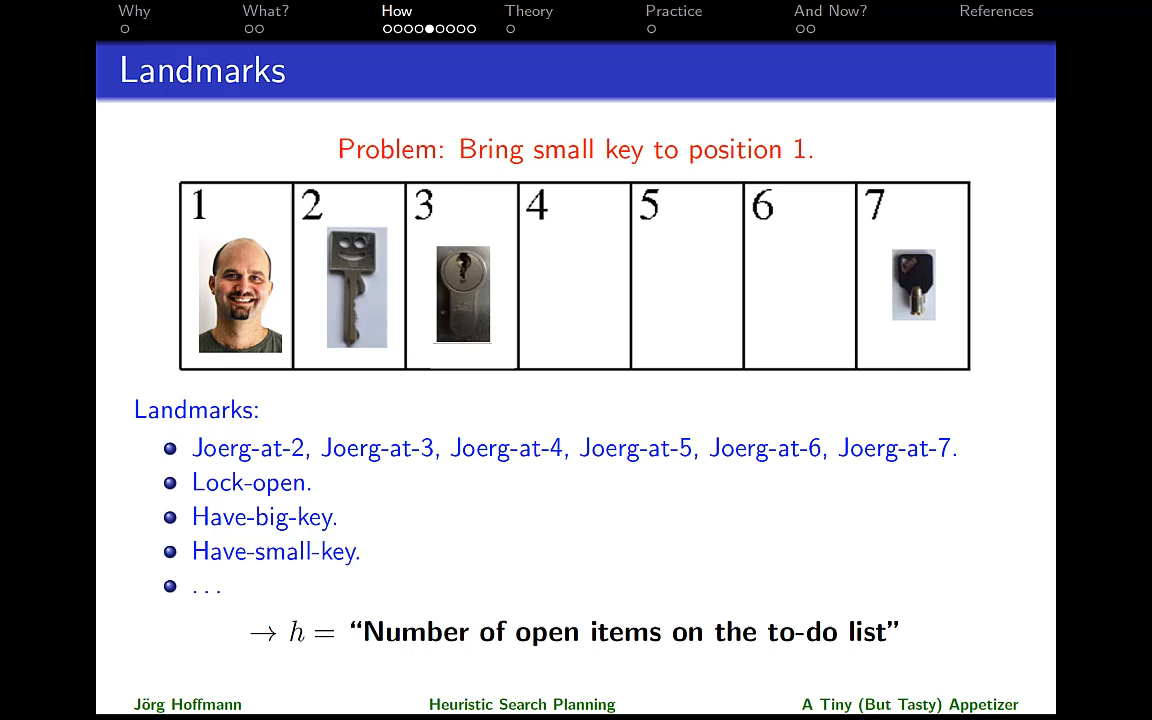 Why What? How Theory Practice And Now? References
Landmarks
Problem: Bring small key to position 1.
1 2 3 4 5 6 7
Landmarks:
Joerg-at-2, Joerg-at-3, Joerg-at-4, Joerg-at-5, Joerg-at-6, Joerg-at-7.
Lock-open.
Have-big-key.
Have-small-key.
. . .
→ h = “Number of open items on the to-do list”
Jörg Hoffmann Heuristic Search Planning A Tiny (But Tasty) Appetizer